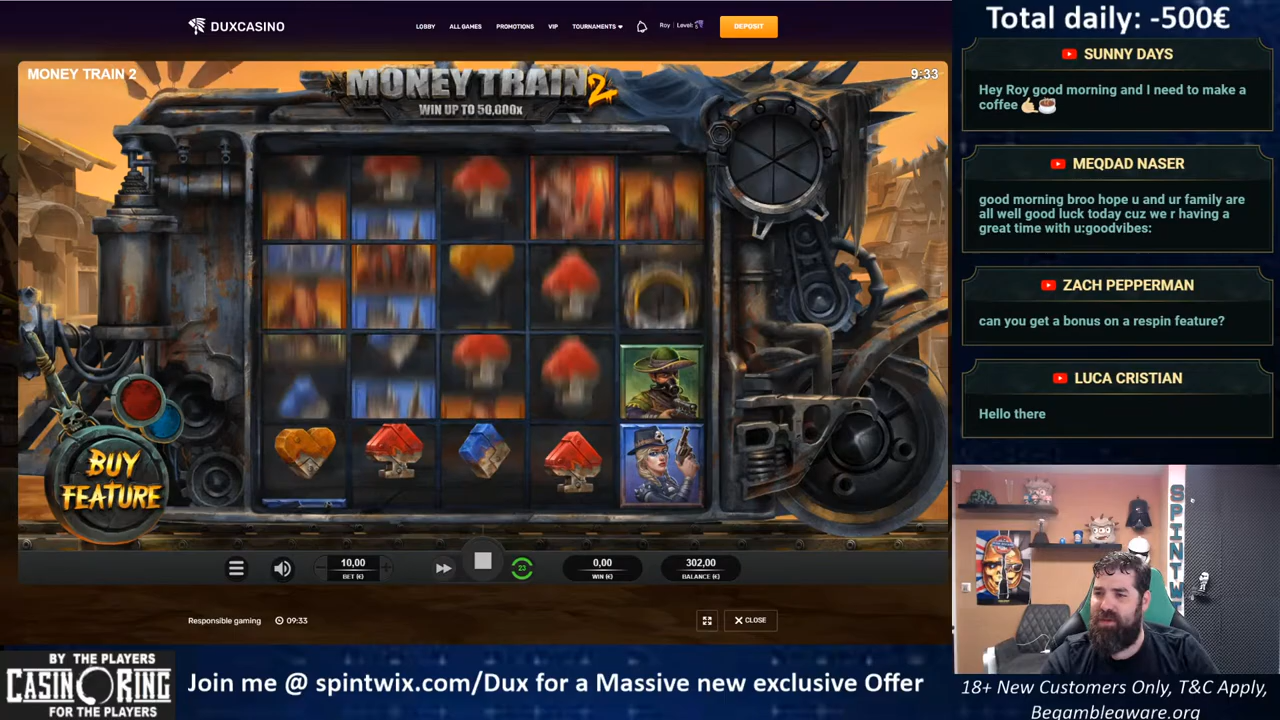 DUXCASINO
LOBBY ALL GAMES PROMOTIONS VIP TOURNAMENTS Roy Level: DEPOSIT
MONEY TRAIN 2
9:33
MONEY TRAIN 2
WIN UP TO 50,000x
BUY
FEATURE
10,00
BET (€)
23
0,00
WIN (€)
302,00
BALANCE (€)
Responsible gaming 09:33
CLOSE
Total daily: -500€
SUNNY DAYS
Hey Roy good morning and I need to make a
coffee
MEQDAD NASER
good morning broo hope u and ur family are
all well good luck today cuz we r having a
great time with u:goodvibes:
ZACH PEPPERMAN
can you get a bonus on a respin feature?
LUCA CRISTIAN
Hello there
SPINTW
BY THE PLAYERS
CASINORING
FOR THE PLAYERS
Join me @ spintwix.com/Dux for a Massive new exclusive Offer
18+ New Customers Only, T&C Apply,
Begambleaware.org